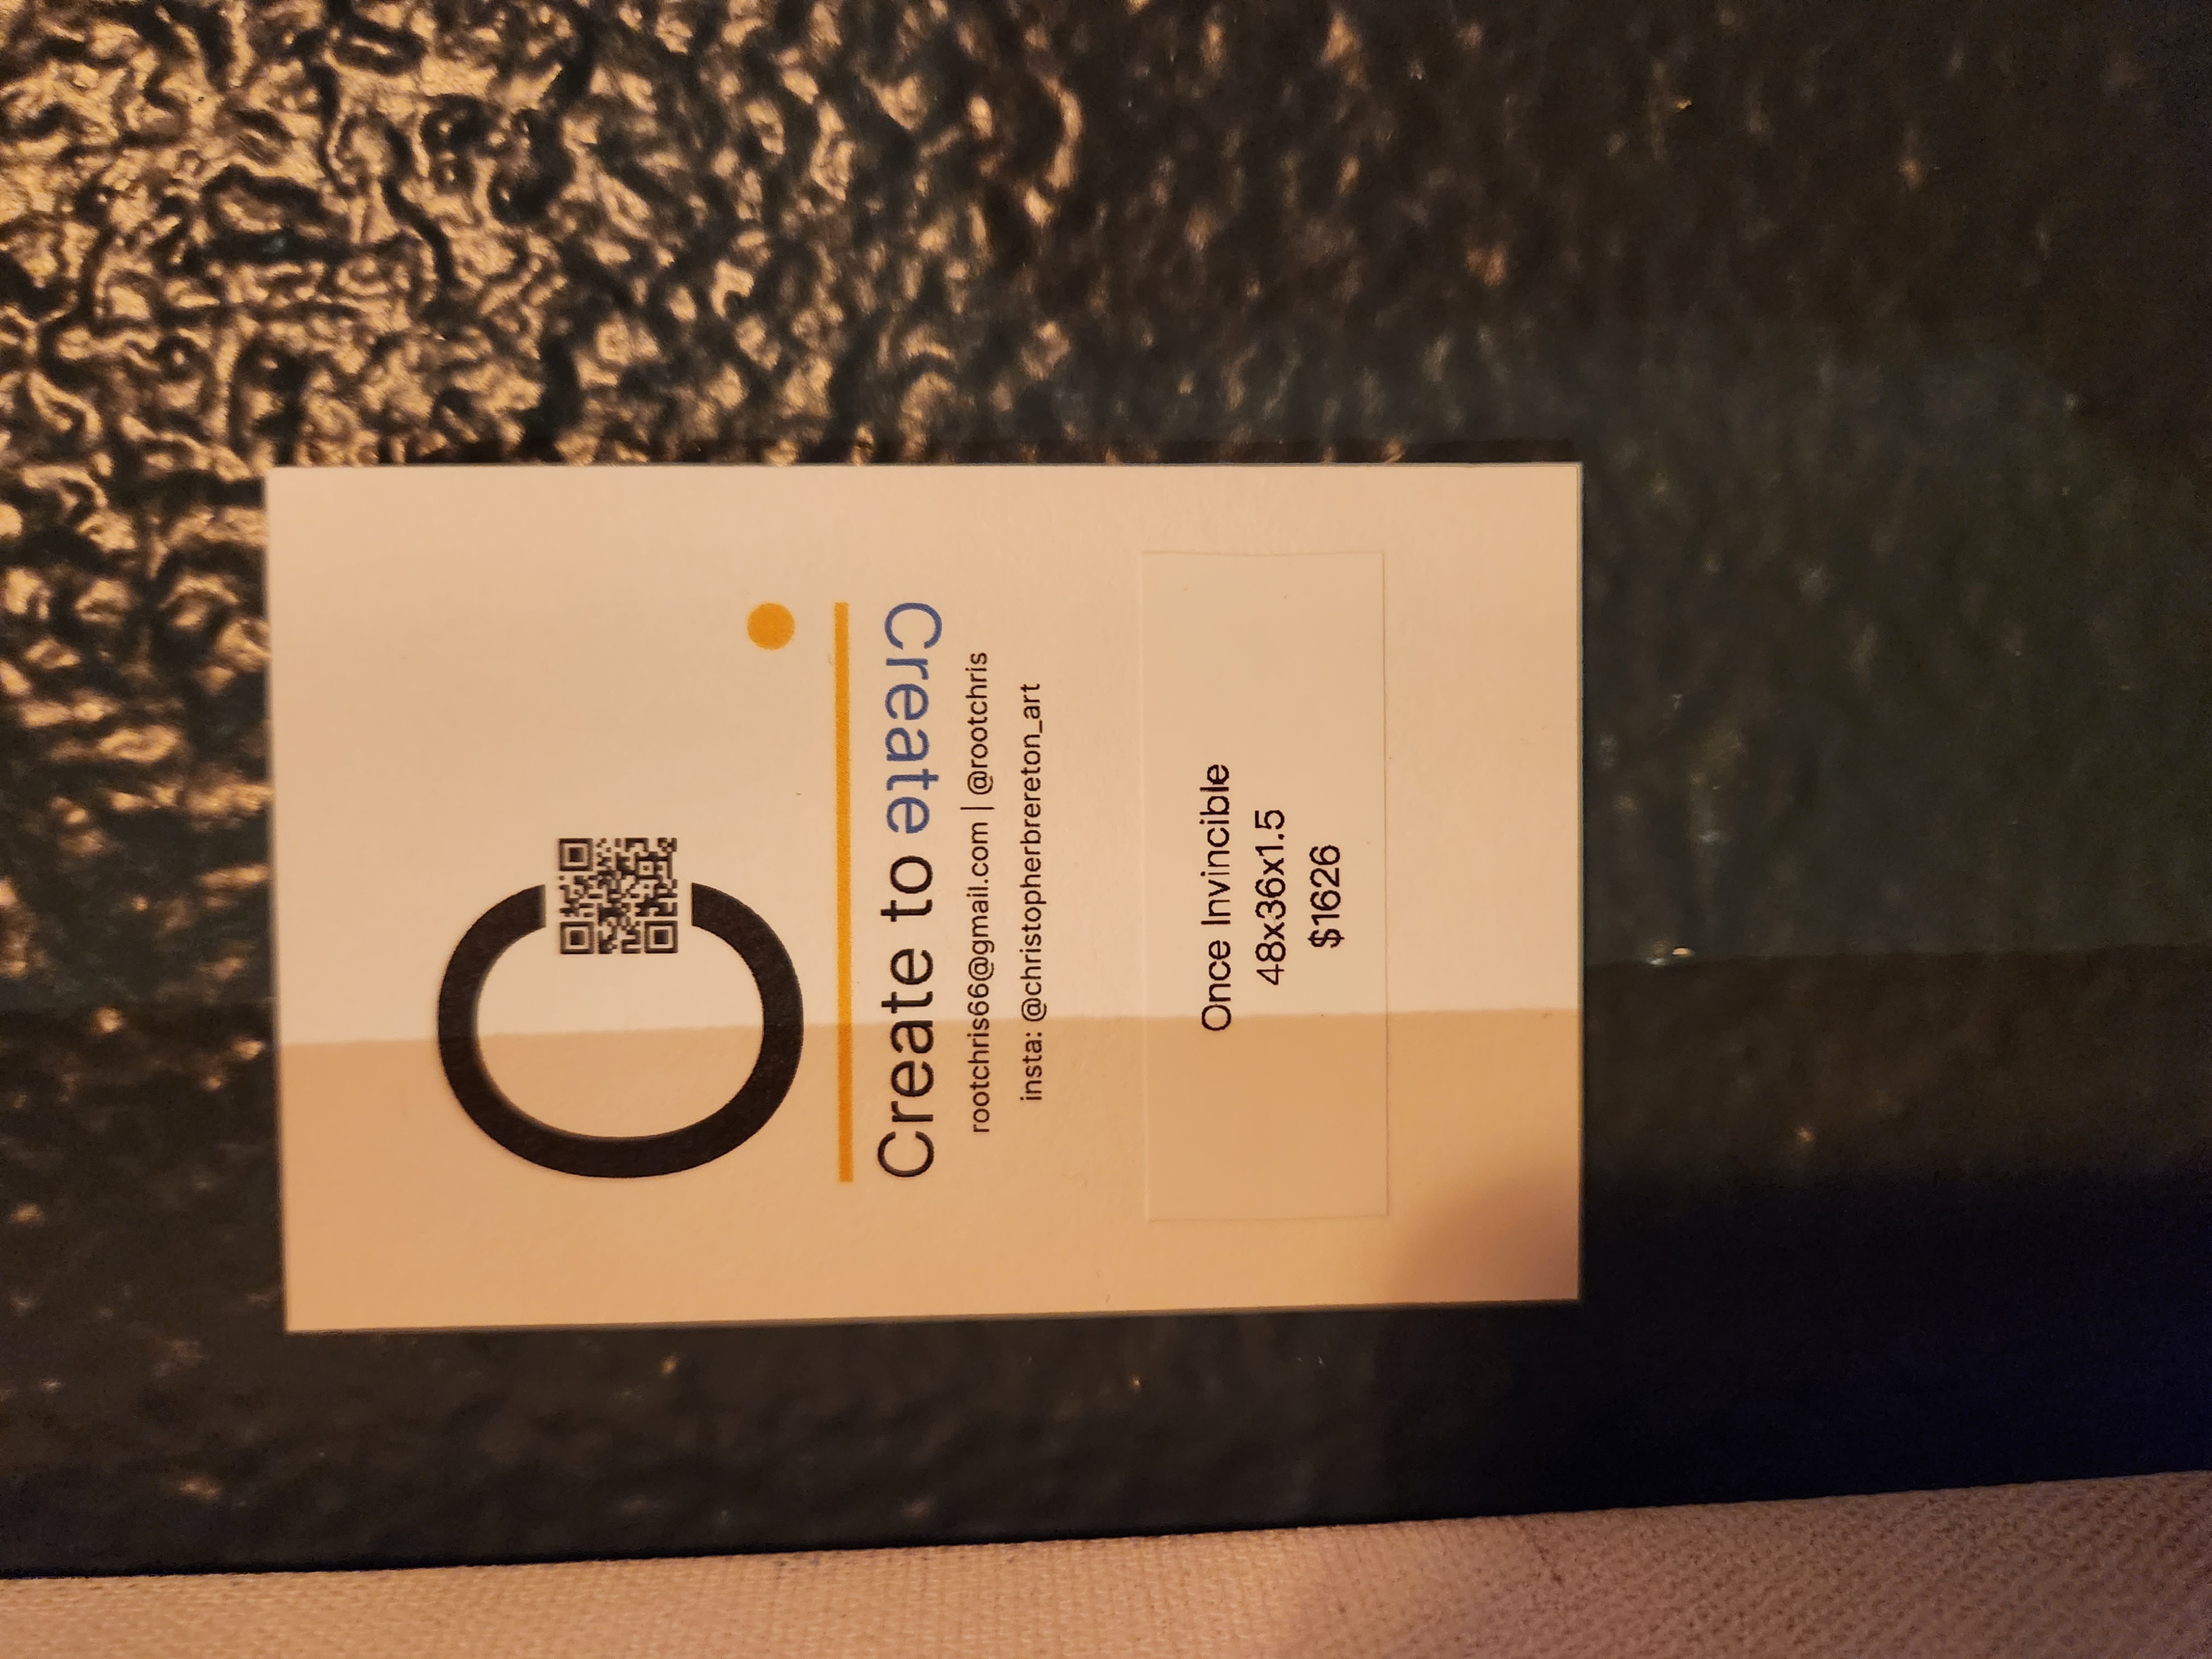 Create to Create
rootchris66@gmail.com | @rootchris
insta: @christopherbrereton_art
Once Invincible
48x36x1.5
$1626